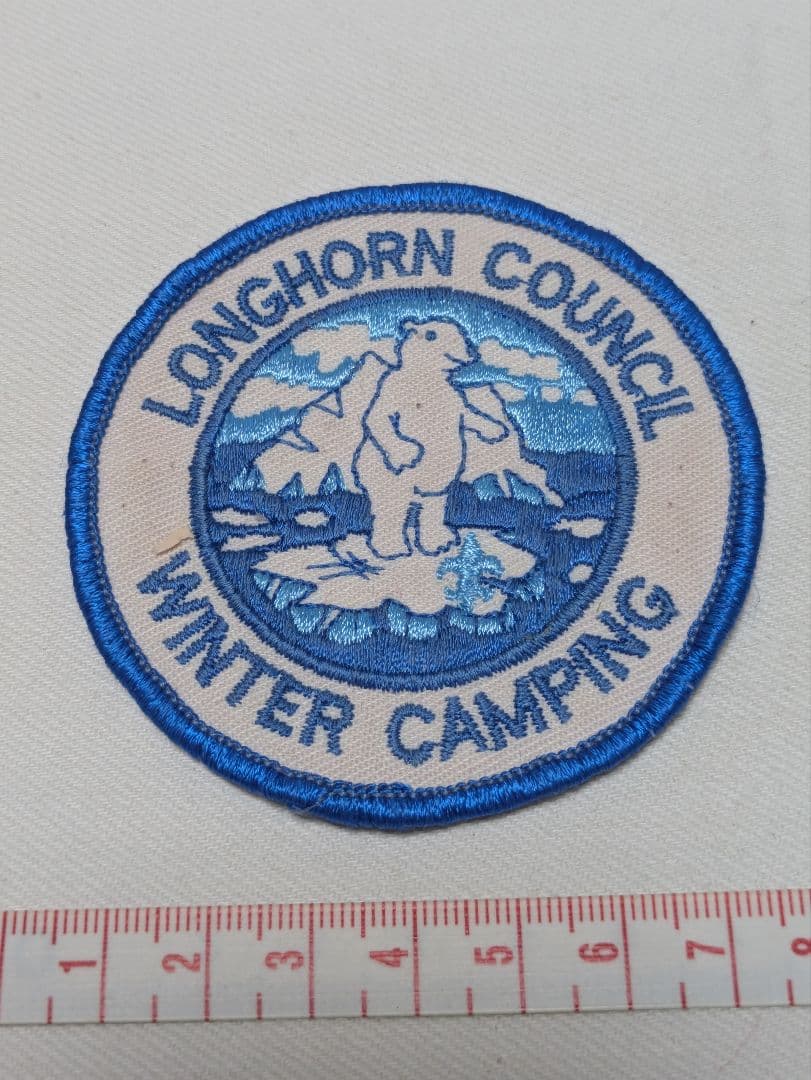 LONGHORN COUNCIL
WINTER CAMPING
1 2 3 4 5 6 7 8